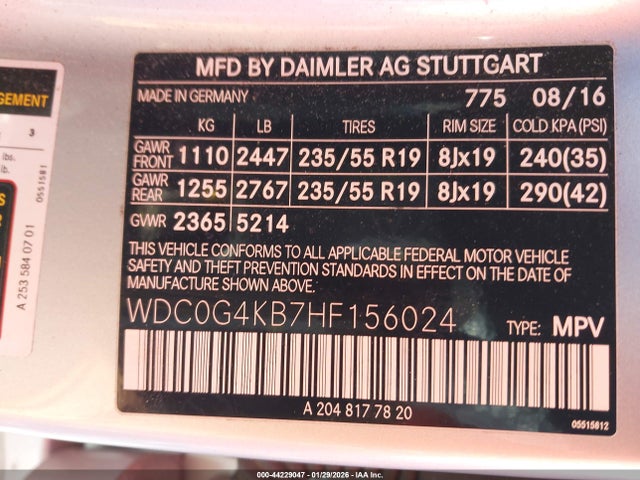 MFD BY DAIMLER AG STUTTGART
MADE IN GERMANY 775 08/16
KG LB TIRES RIM SIZE COLD KPA (PSI)
GAWR FRONT 1110 2447 235/55 R19 8Jx19 240(35)
GAWR REAR 1255 2767 235/55 R19 8Jx19 290(42)
GVWR 2365 5214
THIS VEHICLE CONFORMS TO ALL APPLICABLE FEDERAL MOTOR VEHICLE
SAFETY AND THEFT PREVENTION STANDARDS IN EFFECT ON THE DATE OF
MANUFACTURE SHOWN ABOVE.
WDC0G4KB7HF156024 TYPE: MPV
A 204 817 78 20
05515812
GEMENT
3
lbs.
lb.
0551581
A 253 584 07 01
000-44229047 - 01/29/2026 - IAA Inc.